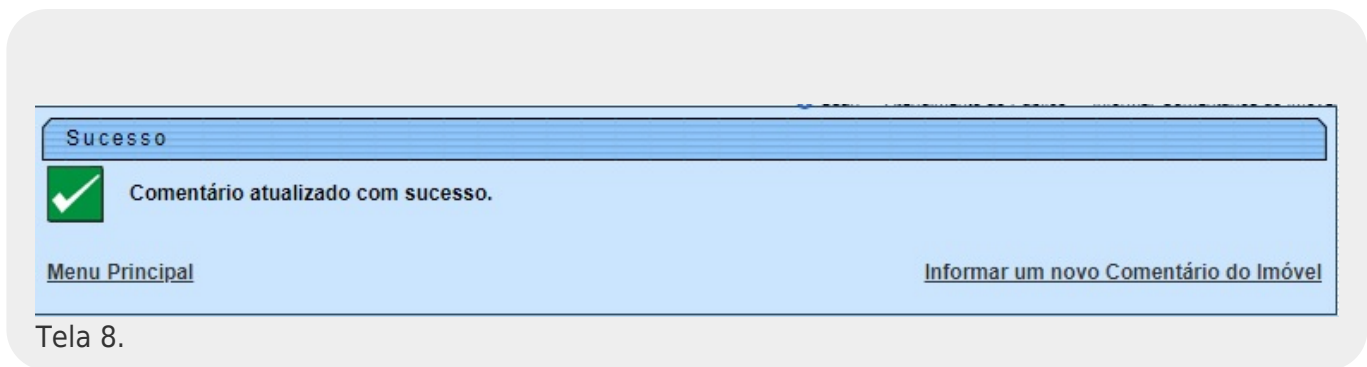 Sucesso
Comentário atualizado com sucesso.
Menu Principal
Informar um novo Comentário do Imóvel
Tela 8.